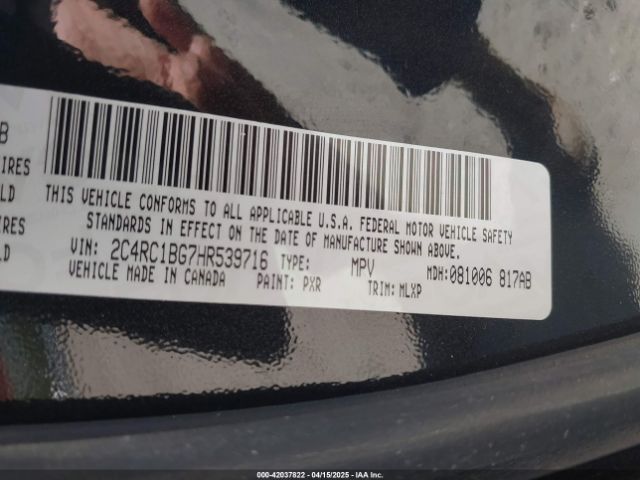 B
IRES
LD
IRES
LD
THIS VEHICLE CONFORMS TO ALL APPLICABLE U.S.A. FEDERAL MOTOR VEHICLE SAFETY
STANDARDS IN EFFECT ON THE DATE OF MANUFACTURE SHOWN ABOVE.
VIN: 2C4RC1BG7HR539716 TYPE: MPV MDH:081006 817AB
VEHICLE MADE IN CANADA PAINT: PXR TRIM: MLXP
000-42037822 - 04/15/2025 - IAA Inc.